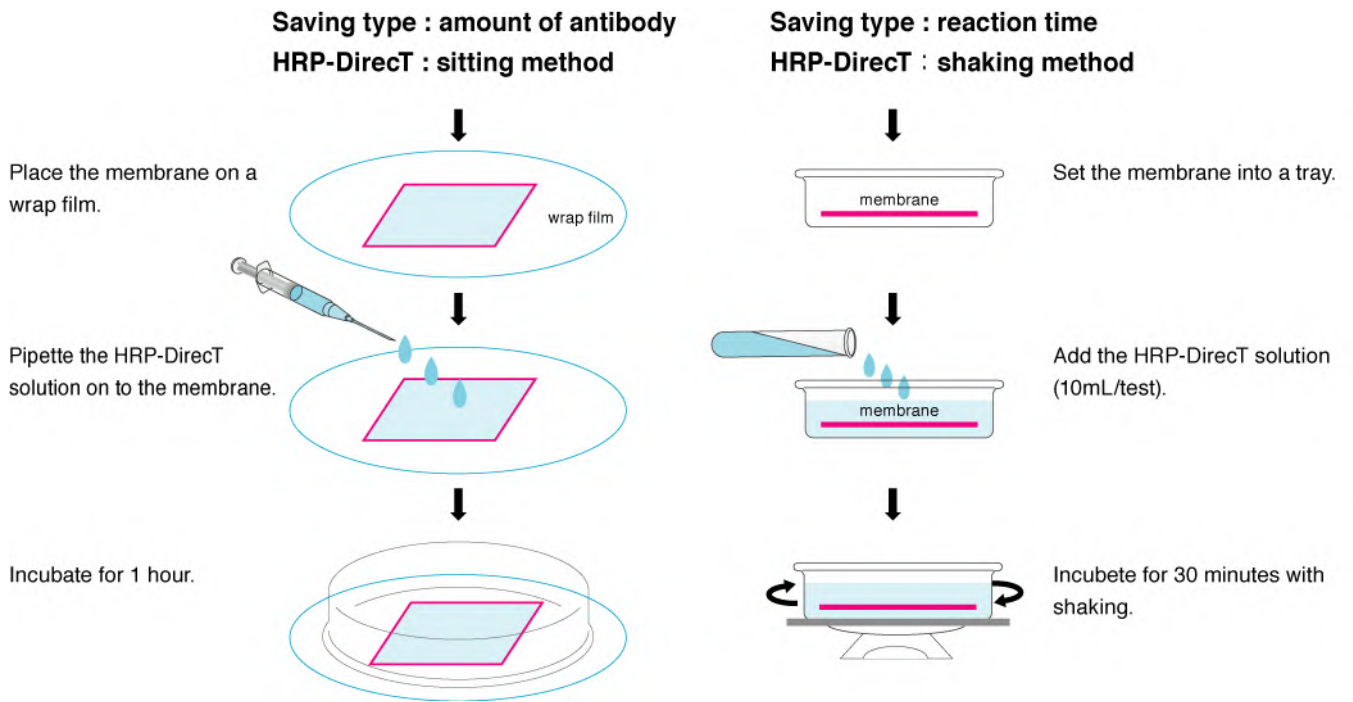 Saving type : amount of antibody
HRP-DirecT : sitting method
Saving type : reaction time
HRP-DirecT : shaking method
Place the membrane on a
wrap film.
wrap film
membrane
Set the membrane into a tray.
Pipette the HRP-DirecT
solution on to the membrane.
membrane
Add the HRP-DirecT solution
(10mL/test).
Incubate for 1 hour.
Incubete for 30 minutes with
shaking.